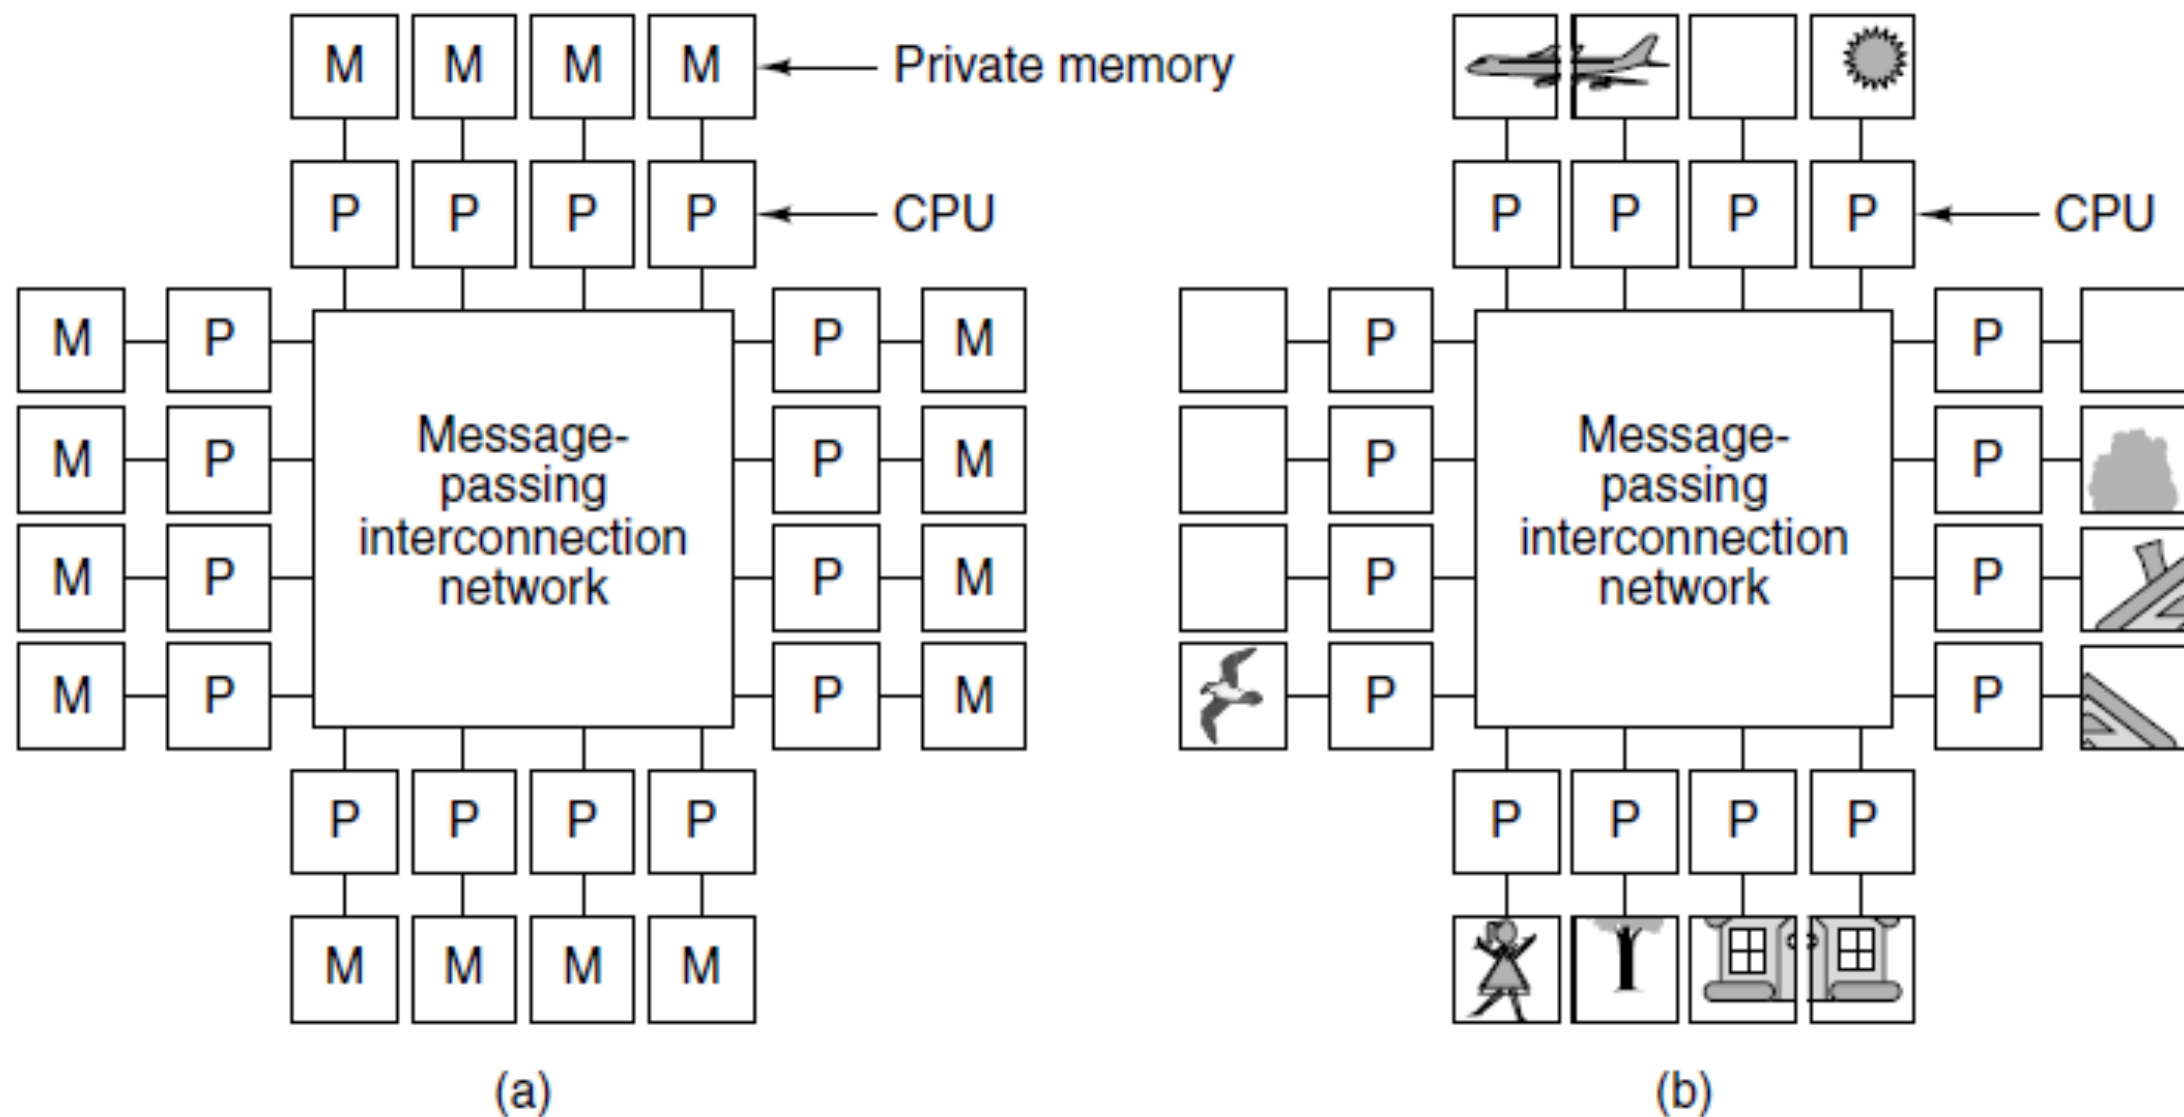 M M M M Private memory
P P P P CPU
P P P P CPU
M P P M
P P
M P P M
P P
Message-
passing
interconnection
network
Message-
passing
interconnection
network
M P P M
P P
M P P M
P P
P P P P
P P P P
M M M M
(a)
(b)